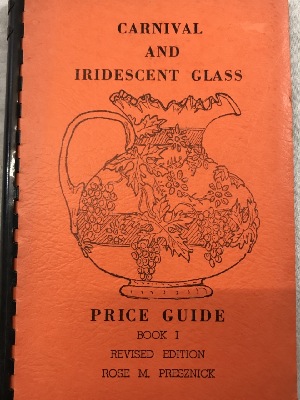 CARNIVAL
AND
IRIDESCENT GLASS
PRICE GUIDE
BOOK I
REVISED EDITION
ROSE M. PRESZNICK